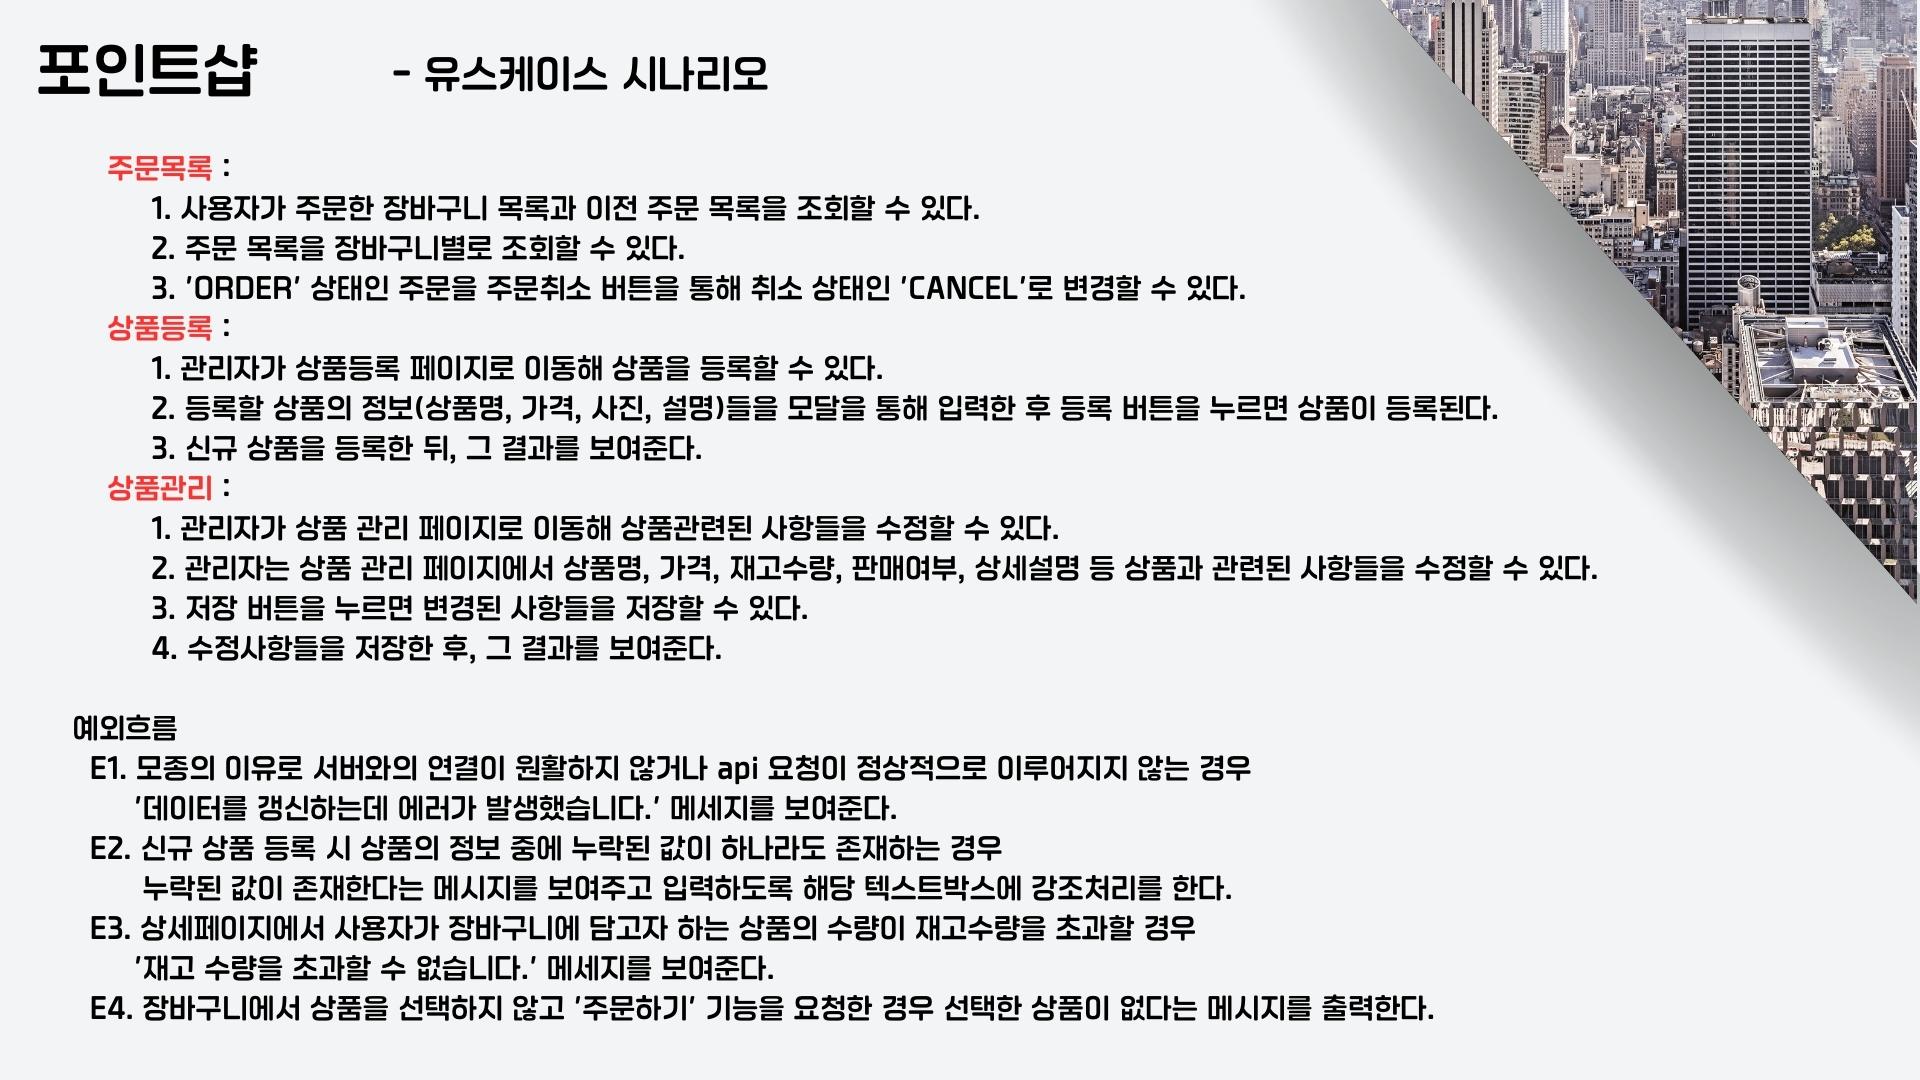 포인트샵 - 유스케이스 시나리오
주문목록 :
1. 사용자가 주문한 장바구니 목록과 이전 주문 목록을 조회할 수 있다.
2. 주문 목록을 장바구니별로 조회할 수 있다.
3. 'ORDER' 상태인 주문을 주문취소 버튼을 통해 취소 상태인 'CANCEL'로 변경할 수 있다.
상품등록 :
1. 관리자가 상품등록 페이지로 이동해 상품을 등록할 수 있다.
2. 등록할 상품의 정보(상품명, 가격, 사진, 설명)들을 모달을 통해 입력한 후 등록 버튼을 누르면 상품이 등록된다.
3. 신규 상품을 등록한 뒤, 그 결과를 보여준다.
상품관리 :
1. 관리자가 상품 관리 페이지로 이동해 상품관련된 사항들을 수정할 수 있다.
2. 관리자는 상품 관리 페이지에서 상품명, 가격, 재고수량, 판매여부, 상세설명 등 상품과 관련된 사항들을 수정할 수 있다.
3. 저장 버튼을 누르면 변경된 사항들을 저장할 수 있다.
4. 수정사항들을 저장한 후, 그 결과를 보여준다.
예외흐름
E1. 모종의 이유로 서버와의 연결이 원활하지 않거나 api 요청이 정상적으로 이루어지지 않는 경우
'데이터를 갱신하는데 에러가 발생했습니다.' 메세지를 보여준다.
E2. 신규 상품 등록 시 상품의 정보 중에 누락된 값이 하나라도 존재하는 경우
누락된 값이 존재한다는 메시지를 보여주고 입력하도록 해당 텍스트박스에 강조처리를 한다.
E3. 상세페이지에서 사용자가 장바구니에 담고자 하는 상품의 수량이 재고수량을 초과할 경우
'재고 수량을 초과할 수 없습니다.' 메세지를 보여준다.
E4. 장바구니에서 상품을 선택하지 않고 '주문하기' 기능을 요청한 경우 선택한 상품이 없다는 메시지를 출력한다.